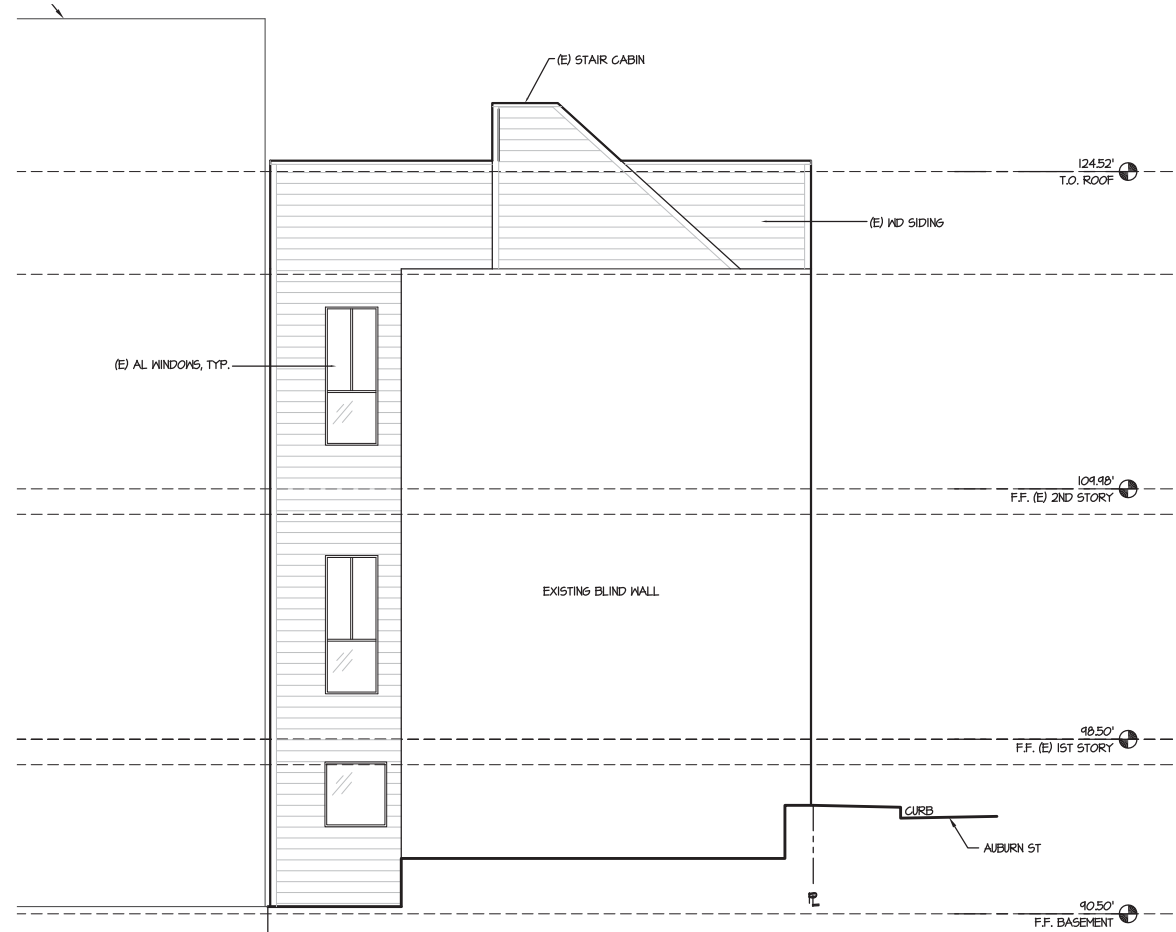 (E) STAIR CABIN
124.52'
T.O. ROOF
(E) WD SIDING
(E) AL WINDOWS, TYP.
109.98'
F.F. (E) 2ND STORY
EXISTING BLIND WALL
98.50'
F.F. (E) 1ST STORY
CURB
AUBURN ST
PL
90.50'
F.F. BASEMENT